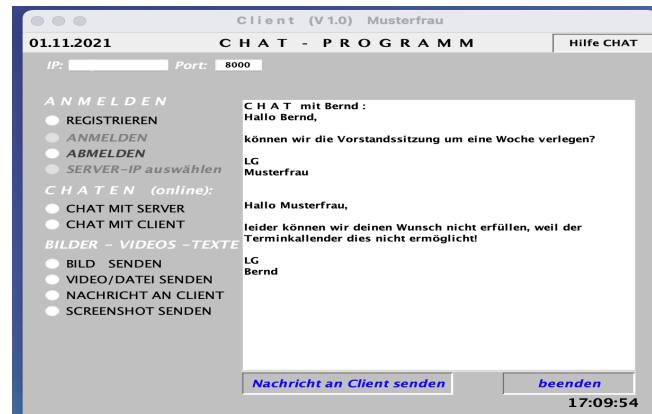 Client (V 1.0) Musterfrau
01.11.2021 CHAT - PROGRAMM Hilfe CHAT
IP: Port: 8000
ANMELDEN
REGISTRIEREN
ANMELDEN
ABMELDEN
SERVER-IP auswählen
CHATEN (online):
CHAT MIT SERVER
CHAT MIT CLIENT
BILDER - VIDEOS -TEXTE
BILD SENDEN
VIDEO/DATEI SENDEN
NACHRICHT AN CLIENT
SCREENSHOT SENDEN
CHAT mit Bernd :
Hallo Bernd,
können wir die Vorstandssitzung um eine Woche verlegen?
LG
Musterfrau
Hallo Musterfrau,
leider können wir deinen Wunsch nicht erfüllen, weil der
Terminkallender dies nicht ermöglicht!
LG
Bernd
Nachricht an Client senden beenden
17:09:54